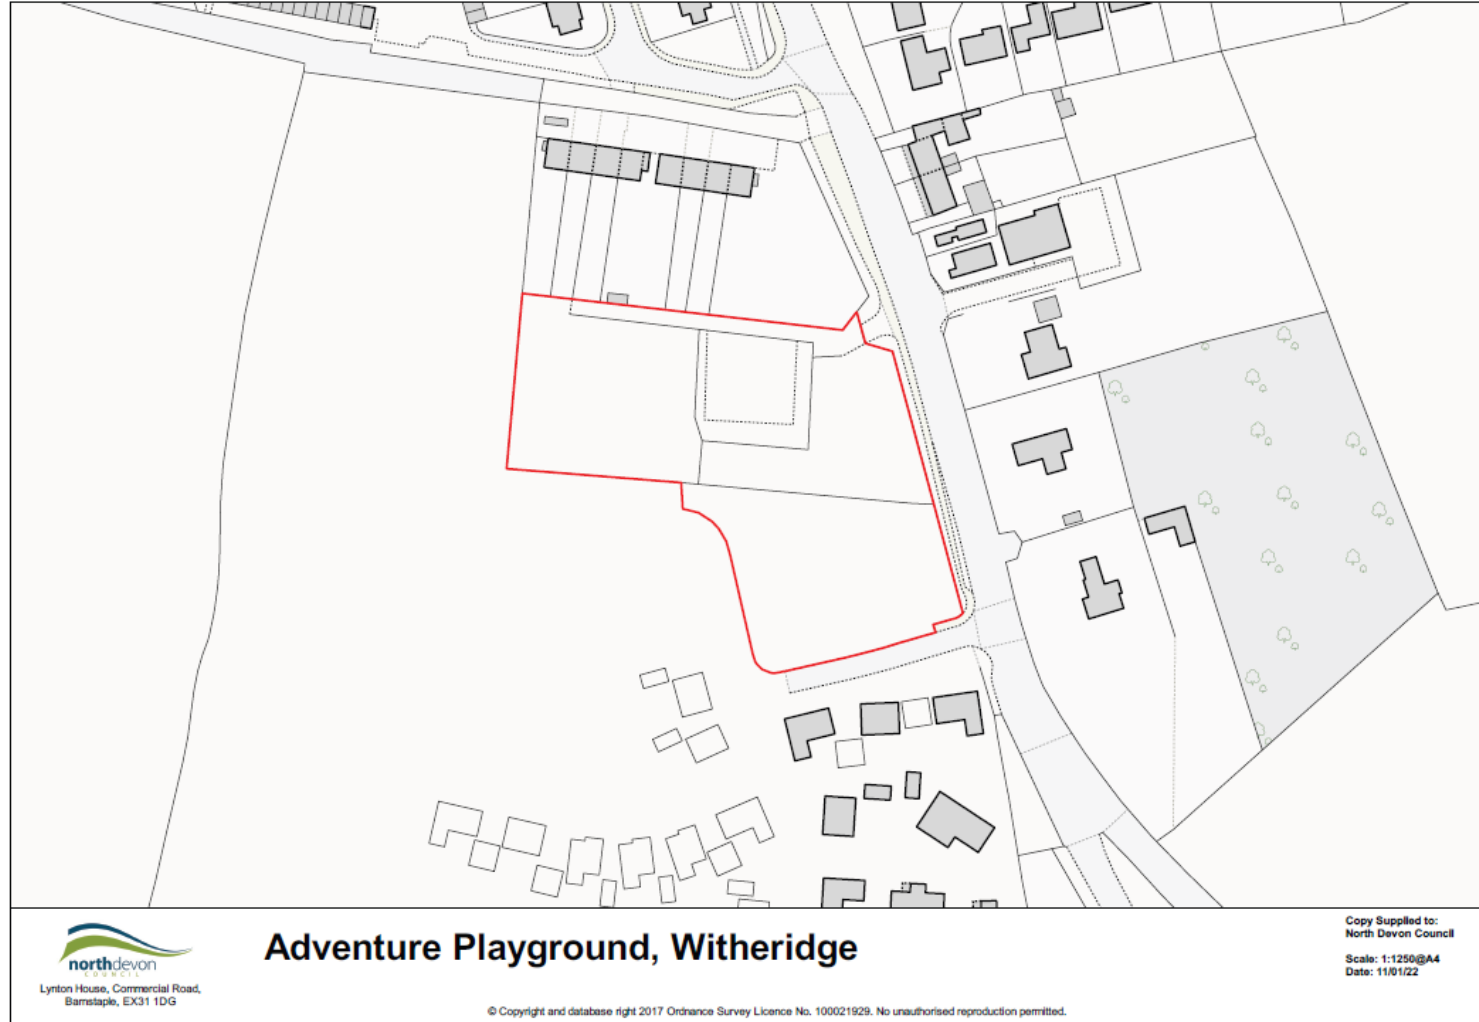 northdevon
COUNCIL
Lynton House, Commercial Road,
Barnstaple, EX31 1DG
Adventure Playground, Witheridge
© Copyright and database right 2017 Ordnance Survey Licence No. 100021929. No unauthorised reproduction permitted.
Copy Supplied to:
North Devon Council
Scale: 1:1250@A4
Date: 11/01/22